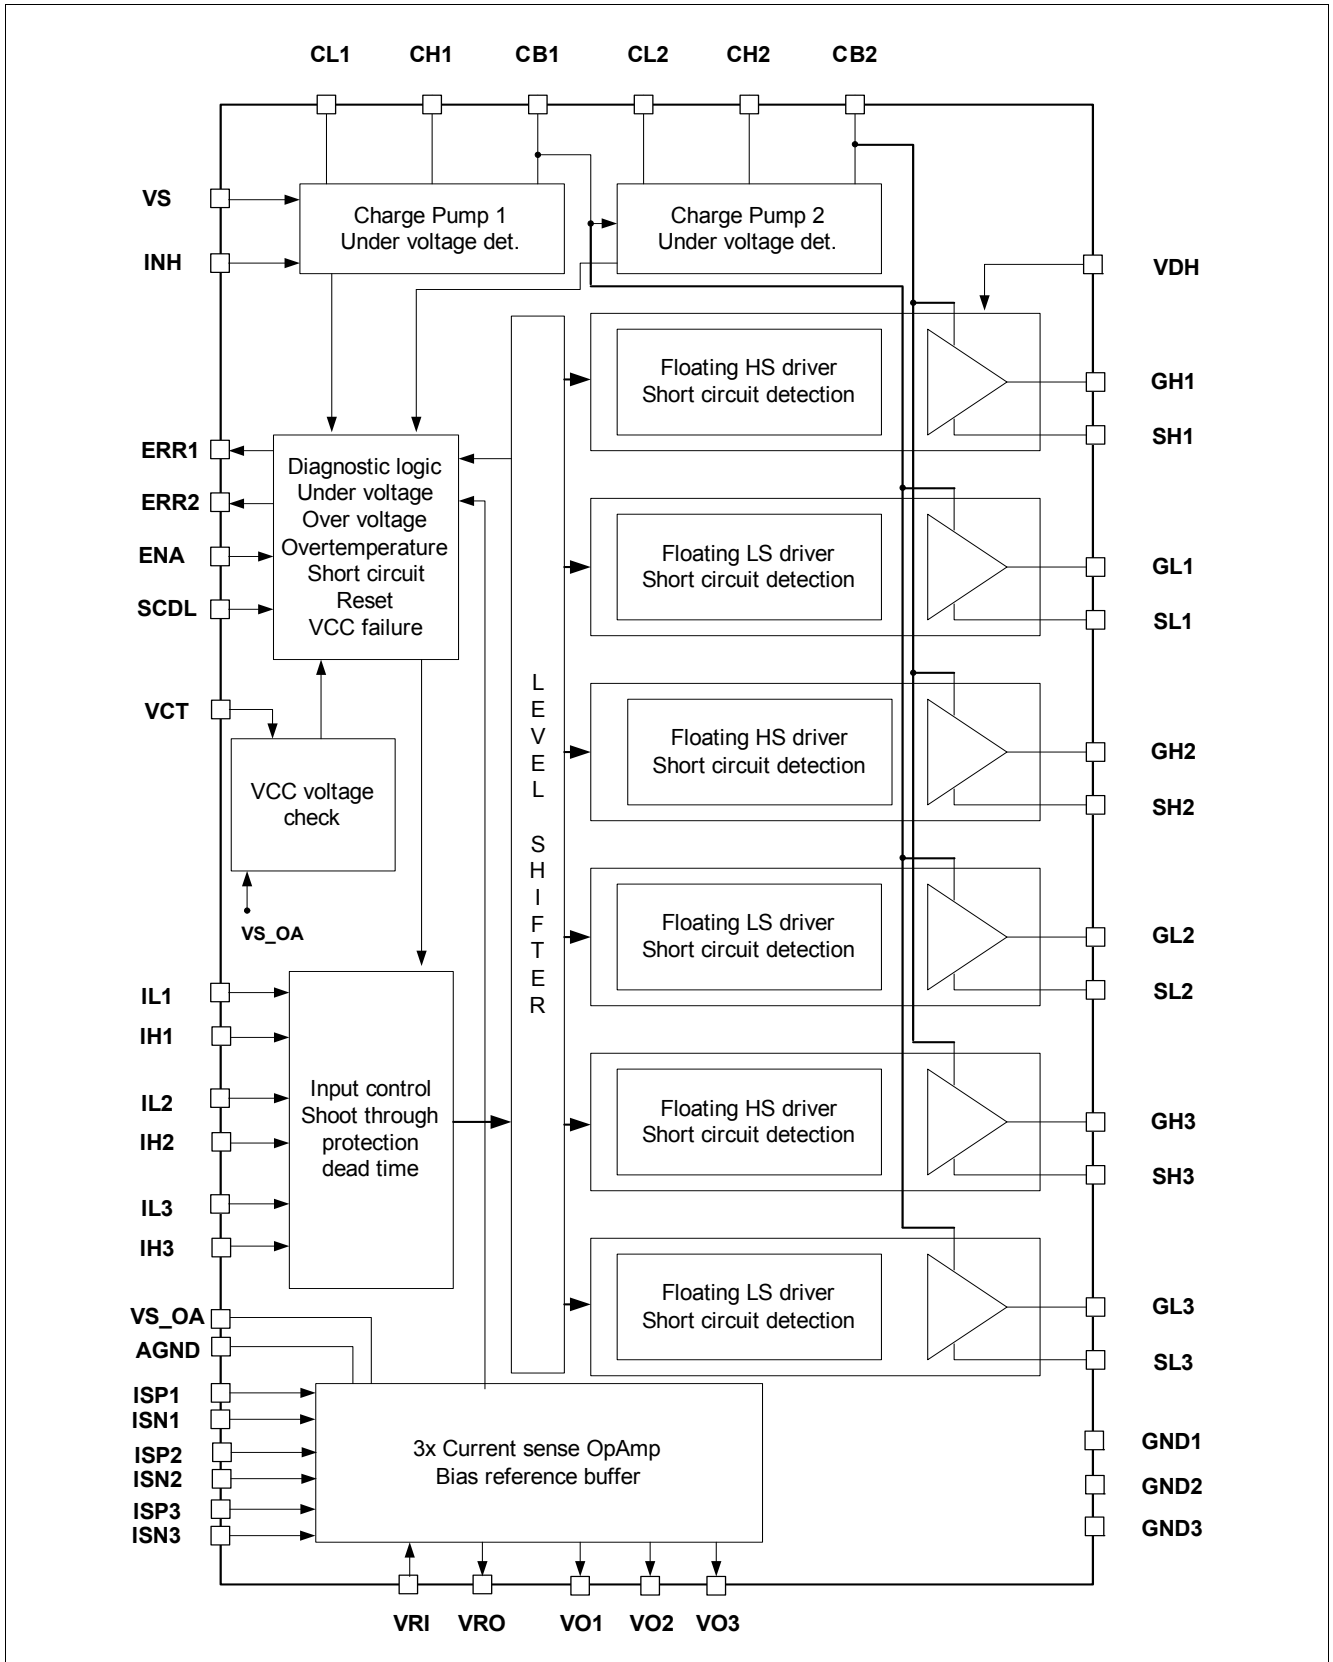 CL1 CH1 CB1 CL2 CH2 CB2
VS
INH
Charge Pump 1
Under voltage det.
Charge Pump 2
Under voltage det.
VDH
Floating HS driver
Short circuit detection
GH1
SH1
ERR1
ERR2
ENA
SCDL
Diagnostic logic
Under voltage
Over voltage
Overtemperature
Short circuit
Reset
VCC failure
Floating LS driver
Short circuit detection
GL1
SL1
VCT
VCC voltage
check
VS_OA
LEVEL SHIFTER
Floating HS driver
Short circuit detection
GH2
SH2
Floating LS driver
Short circuit detection
GL2
SL2
IL1
IH1
IL2
IH2
IL3
IH3
Input control
Shoot through
protection
dead time
Floating HS driver
Short circuit detection
GH3
SH3
Floating LS driver
Short circuit detection
GL3
SL3
VS_OA
AGND
ISP1
ISN1
ISP2
ISN2
ISP3
ISN3
3x Current sense OpAmp
Bias reference buffer
GND1
GND2
GND3
VRI VRO VO1 VO2 VO3